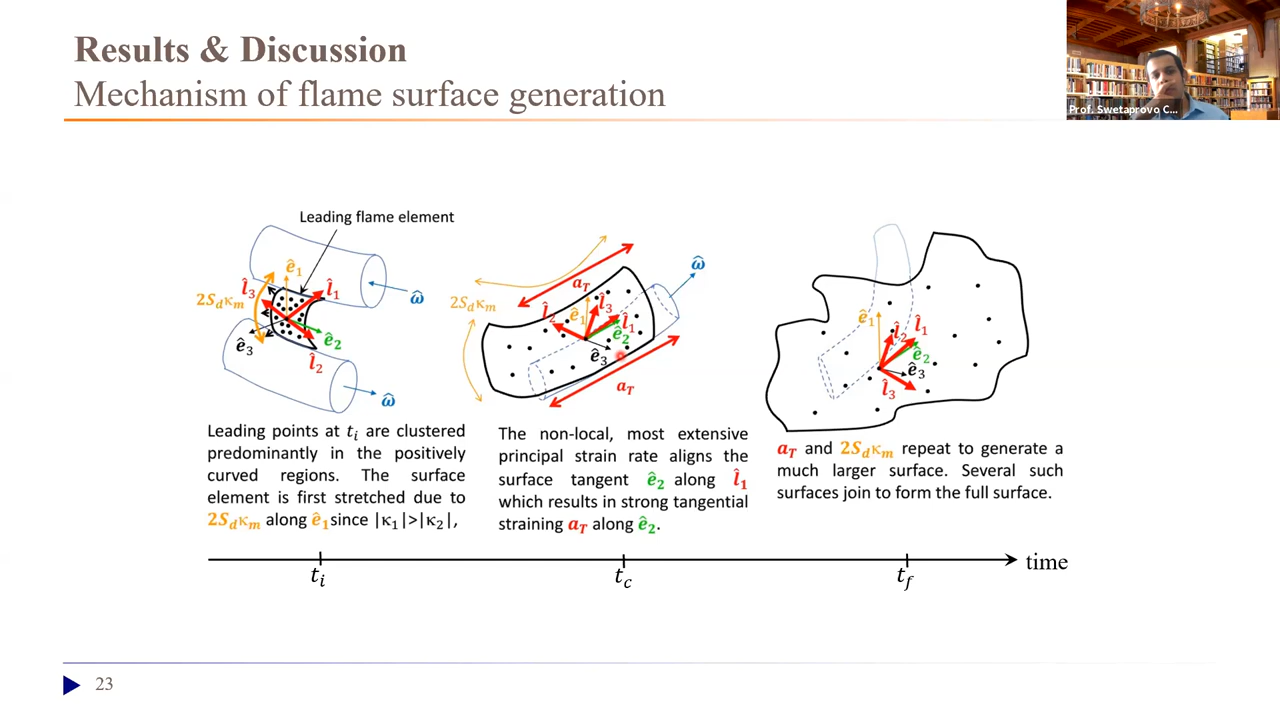 Results & Discussion
Mechanism of flame surface generation
Prof. Swetaprovo C...
Leading flame element
ê₁
l̂₃
l̂₁
2S_dκ_m
ω̂
ê₂
ê₃
l̂₂
ω̂
ω̂
a_T
2S_dκ_m
l̂₂
ê₁
l̂₃
l̂₁
ê₂
ê₃
a_T
ê₁
l̂₂
l̂₁
ê₂
ê₃
l̂₃
Leading points at t_i are clustered
predominantly in the positively
curved regions. The surface
element is first stretched due to
2S_dκ_m along ê₁since |κ₁|>|κ₂|,
The non-local, most extensive
principal strain rate aligns the
surface tangent ê₂ along l̂₁
which results in strong tangential
straining a_T along ê₂.
a_T and 2S_dκ_m repeat to generate a
much larger surface. Several such
surfaces join to form the full surface.
t_i
t_c
t_f
time
23